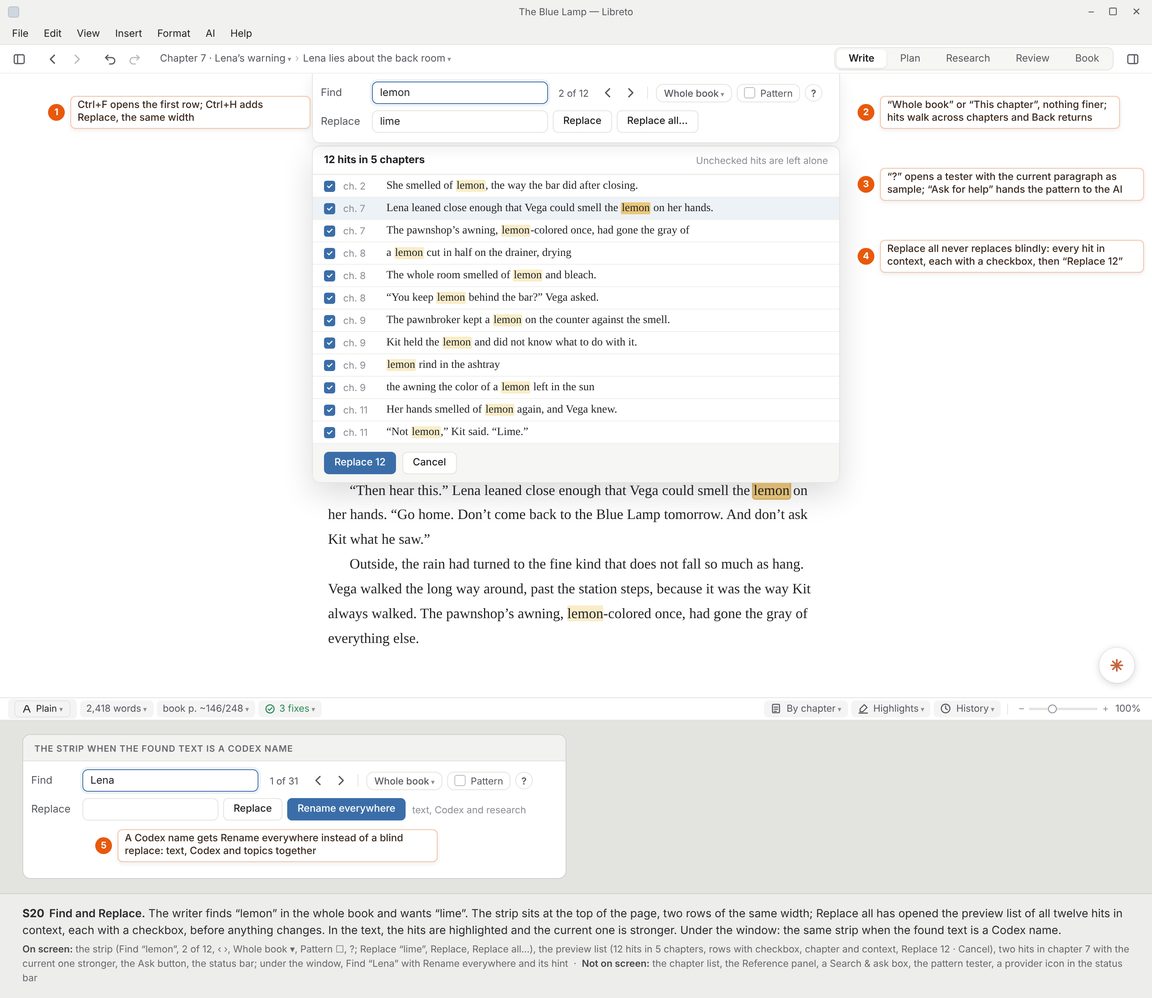 The Blue Lamp — Libreto
File Edit View Insert Format AI Help
Chapter 7 · Lena’s warning ▾ › Lena lies about the back room ▾
Write Plan Research Review Book
1 Ctrl+F opens the first row; Ctrl+H adds
Replace, the same width
Find lemon 2 of 12 ‹ › Whole book ▾ Pattern ?
Replace lime Replace Replace all…
2 “Whole book” or “This chapter”, nothing finer;
hits walk across chapters and Back returns
3 “?” opens a tester with the current paragraph as
sample; “Ask for help” hands the pattern to the AI
4 Replace all never replaces blindly: every hit in
context, each with a checkbox, then “Replace 12”
12 hits in 5 chapters Unchecked hits are left alone
ch. 2 She smelled of lemon, the way the bar did after closing.
ch. 7 Lena leaned close enough that Vega could smell the lemon on her hands.
ch. 7 The pawnshop’s awning, lemon-colored once, had gone the gray of
ch. 8 a lemon cut in half on the drainer, drying
ch. 8 The whole room smelled of lemon and bleach.
ch. 8 “You keep lemon behind the bar?” Vega asked.
ch. 9 The pawnbroker kept a lemon on the counter against the smell.
ch. 9 Kit held the lemon and did not know what to do with it.
ch. 9 lemon rind in the ashtray
ch. 9 the awning the color of a lemon left in the sun
ch. 11 Her hands smelled of lemon again, and Vega knew.
ch. 11 “Not lemon,” Kit said. “Lime.”
Replace 12 Cancel
“Then hear this.” Lena leaned close enough that Vega could smell the lemon on
her hands. “Go home. Don’t come back to the Blue Lamp tomorrow. And don’t ask
Kit what he saw.”
Outside, the rain had turned to the fine kind that does not fall so much as hang.
Vega walked the long way around, past the station steps, because it was the way Kit
always walked. The pawnshop’s awning, lemon-colored once, had gone the gray of
everything else.
A Plain ▾ 2,418 words ▾ book p. ~146/248 ▾ 3 fixes ▾ By chapter ▾ Highlights ▾ History ▾ − + 100%
THE STRIP WHEN THE FOUND TEXT IS A CODEX NAME
Find Lena 1 of 31 ‹ › Whole book ▾ Pattern ?
Replace Replace Rename everywhere text, Codex and research
5 A Codex name gets Rename everywhere instead of a blind
replace: text, Codex and topics together
S20 Find and Replace. The writer finds “lemon” in the whole book and wants “lime”. The strip sits at the top of the page, two rows of the same width; Replace all has opened the preview list of all twelve hits in
context, each with a checkbox, before anything changes. In the text, the hits are highlighted and the current one is stronger. Under the window: the same strip when the found text is a Codex name.
On screen: the strip (Find “lemon”, 2 of 12, ‹ ›, Whole book ▾, Pattern ☐, ?; Replace “lime”, Replace, Replace all…), the preview list (12 hits in 5 chapters, rows with checkbox, chapter and context, Replace 12 · Cancel), two hits in chapter 7 with the
current one stronger, the Ask button, the status bar; under the window, Find “Lena” with Rename everywhere and its hint · Not on screen: the chapter list, the Reference panel, a Search & ask box, the pattern tester, a provider icon in the status
bar